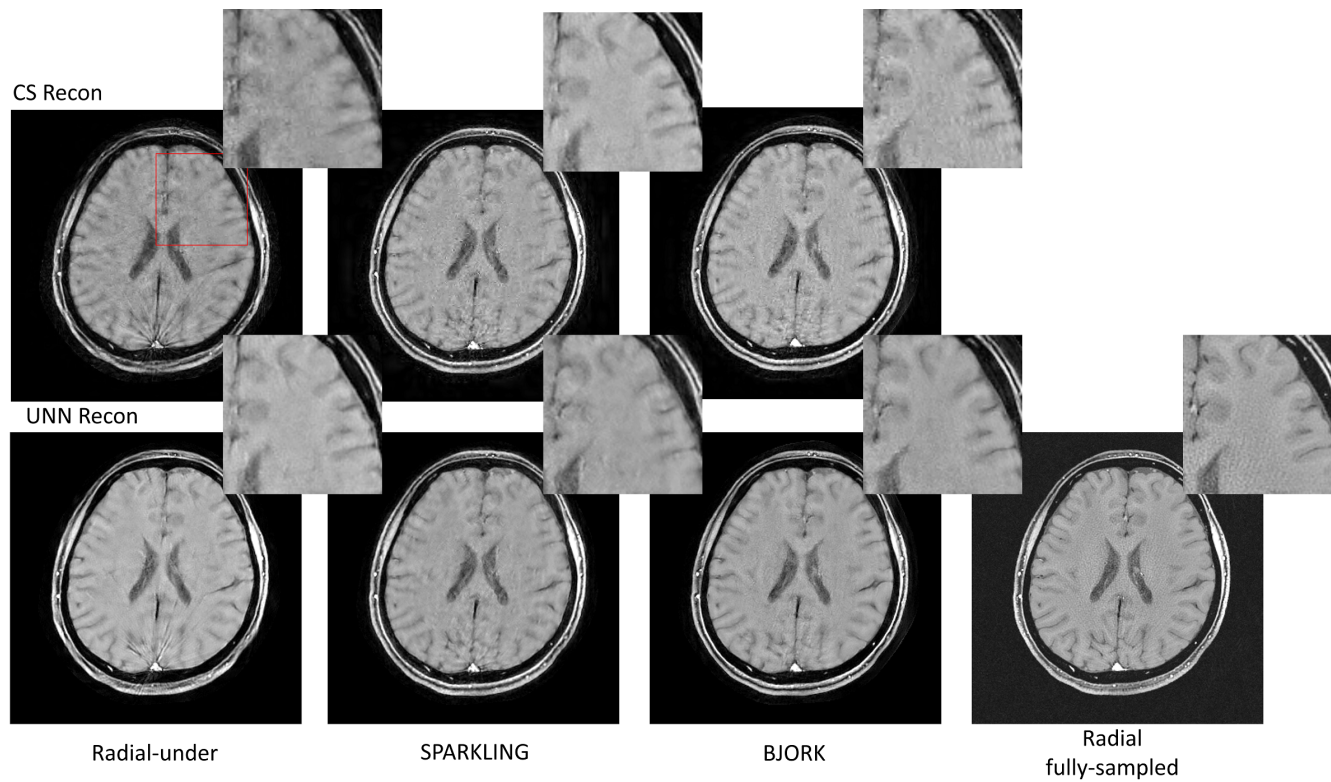 CS Recon
UNN Recon
Radial-under
SPARKLING
BJORK
Radial
fully-sampled